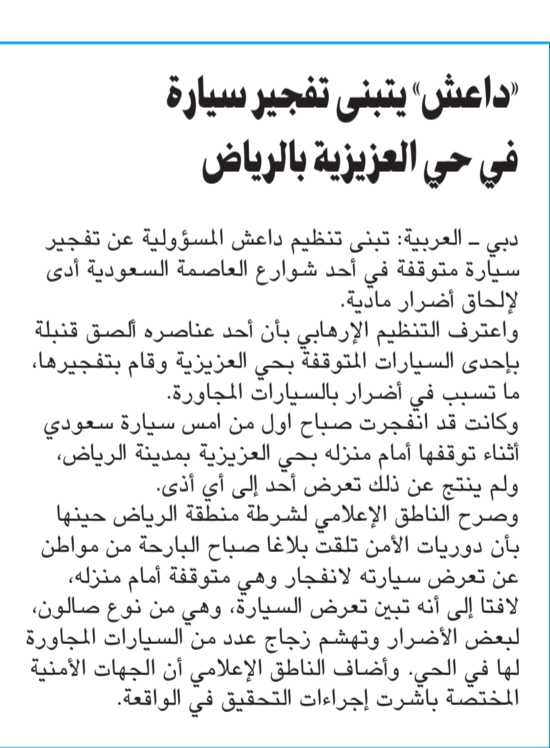 «داعش» يتبنى تفجير سيارة
في حي العزيزية بالرياض
دبي ــ العربية: تبنى تنظيم داعش المسؤولية عن تفجير
سيارة متوقفة في أحد شوارع العاصمة السعودية أدى
لإلحاق أضرار مادية.
واعترف التنظيم الإرهابي بأن أحد عناصره ألصق قنبلة
بإحدى السيارات المتوقفة بحي العزيزية وقام بتفجيرها،
ما تسبب في أضرار بالسيارات المجاورة.
وكانت قد انفجرت صباح اول من امس سيارة سعودي
أثناء توقفها أمام منزله بحي العزيزية بمدينة الرياض،
ولم ينتج عن ذلك تعرض أحد إلى أي أذى.
وصرح الناطق الإعلامي لشرطة منطقة الرياض حينها
بأن دوريات الأمن تلقت بلاغا صباح البارحة من مواطن
عن تعرض سيارته لانفجار وهي متوقفة أمام منزله،
لافتا إلى أنه تبين تعرض السيارة، وهي من نوع صالون،
لبعض الأضرار وتهشم زجاج عدد من السيارات المجاورة
لها في الحي. وأضاف الناطق الإعلامي أن الجهات الأمنية
المختصة باشرت إجراءات التحقيق في الواقعة.